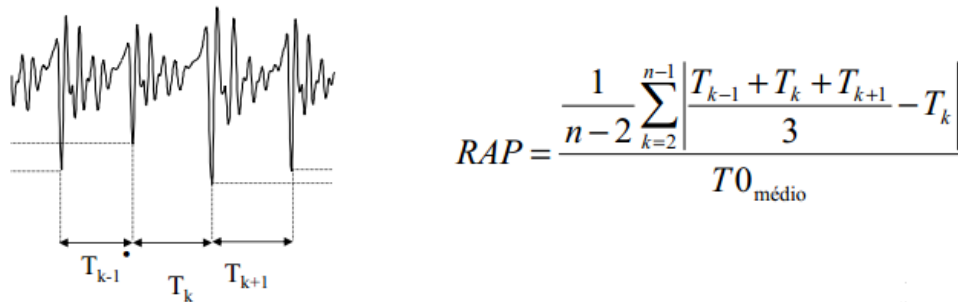 T_{k-1} T_k T_{k+1}
RAP = \frac{\frac{1}{n-2} \sum_{k=2}^{n-1} \left| \frac{T_{k-1} + T_k + T_{k+1}}{3} - T_k \right|}{T0_{médio}}